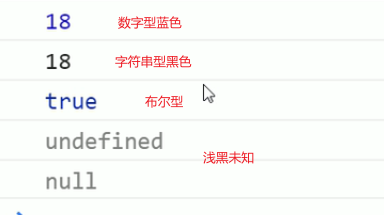 18 数字型蓝色
18 字符串型黑色
true 布尔型
undefined
浅黑未知
null